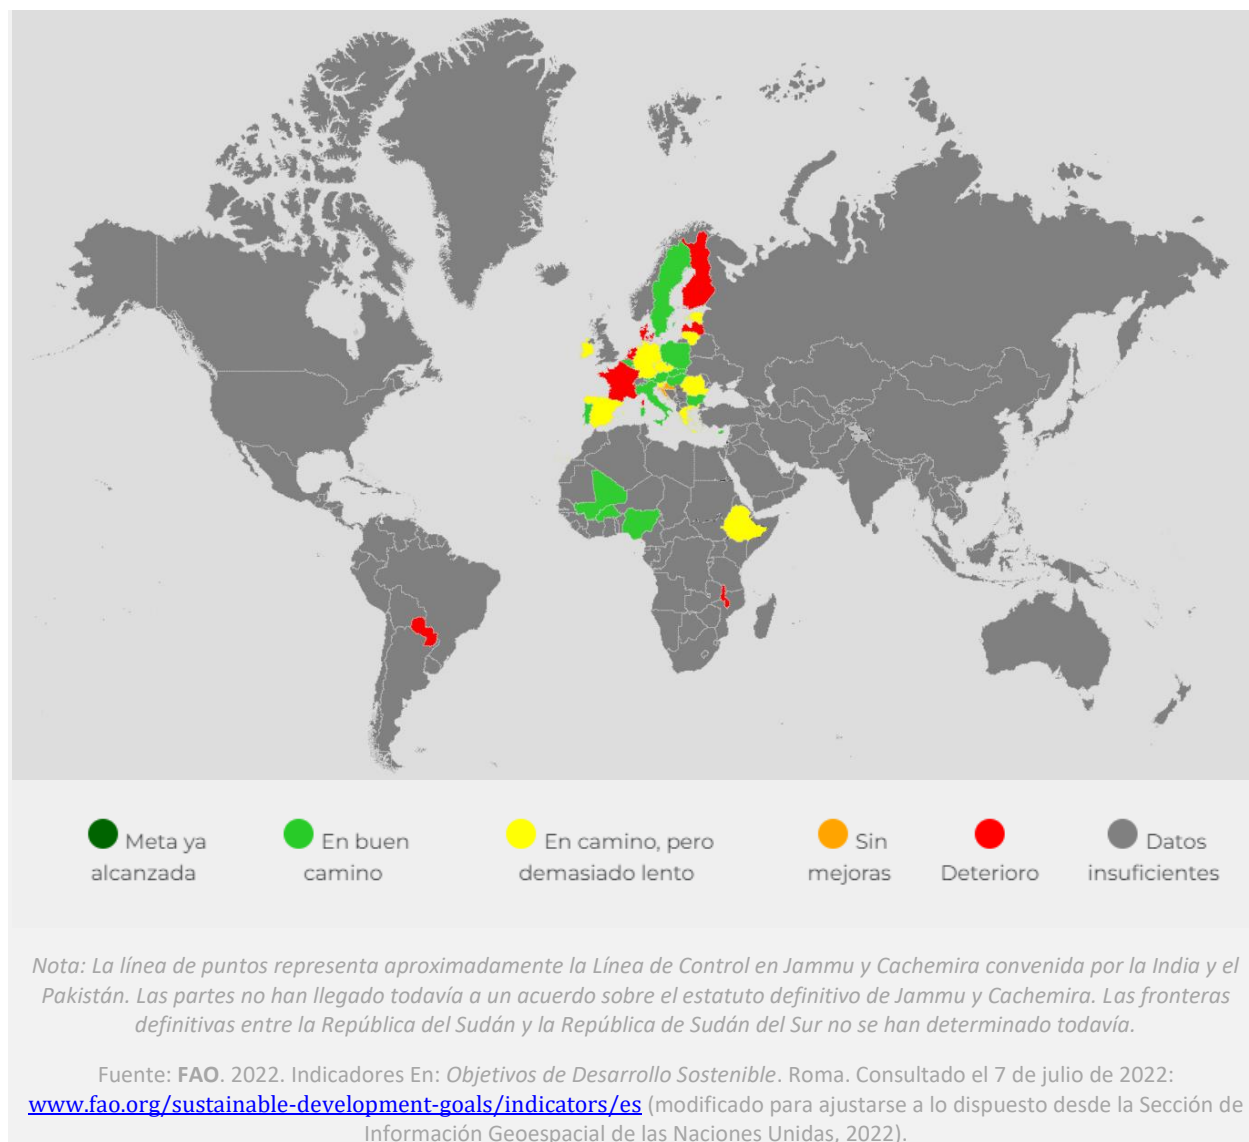 Meta ya
alcanzada
En buen
camino
En camino, pero
demasiado lento
Sin
mejoras
Deterioro
Datos
insuficientes
Nota: La línea de puntos representa aproximadamente la Línea de Control en Jammu y Cachemira convenida por la India y el
Pakistán. Las partes no han llegado todavía a un acuerdo sobre el estatuto definitivo de Jammu y Cachemira. Las fronteras
definitivas entre la República del Sudán y la República de Sudán del Sur no se han determinado todavía.
Fuente: FAO. 2022. Indicadores En: Objetivos de Desarrollo Sostenible. Roma. Consultado el 7 de julio de 2022:
www.fao.org/sustainable-development-goals/indicators/es (modificado para ajustarse a lo dispuesto desde la Sección de
Información Geoespacial de las Naciones Unidas, 2022).